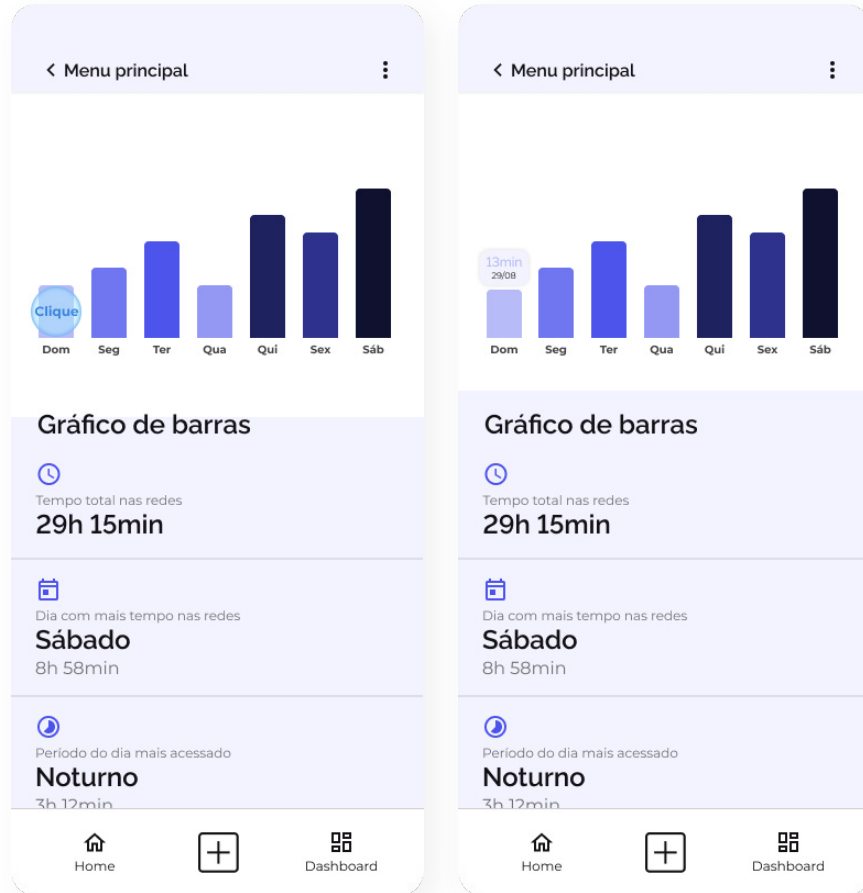 Menu principal
Clique
Dom Seg Ter Qua Qui Sex Sáb
Gráfico de barras
Tempo total nas redes
29h 15min
Dia com mais tempo nas redes
Sábado
8h 58min
Período do dia mais acessado
Noturno
3h 12min
Home
Dashboard
Menu principal
13min
29/08
Dom Seg Ter Qua Qui Sex Sáb
Gráfico de barras
Tempo total nas redes
29h 15min
Dia com mais tempo nas redes
Sábado
8h 58min
Período do dia mais acessado
Noturno
3h 12min
Home
Dashboard